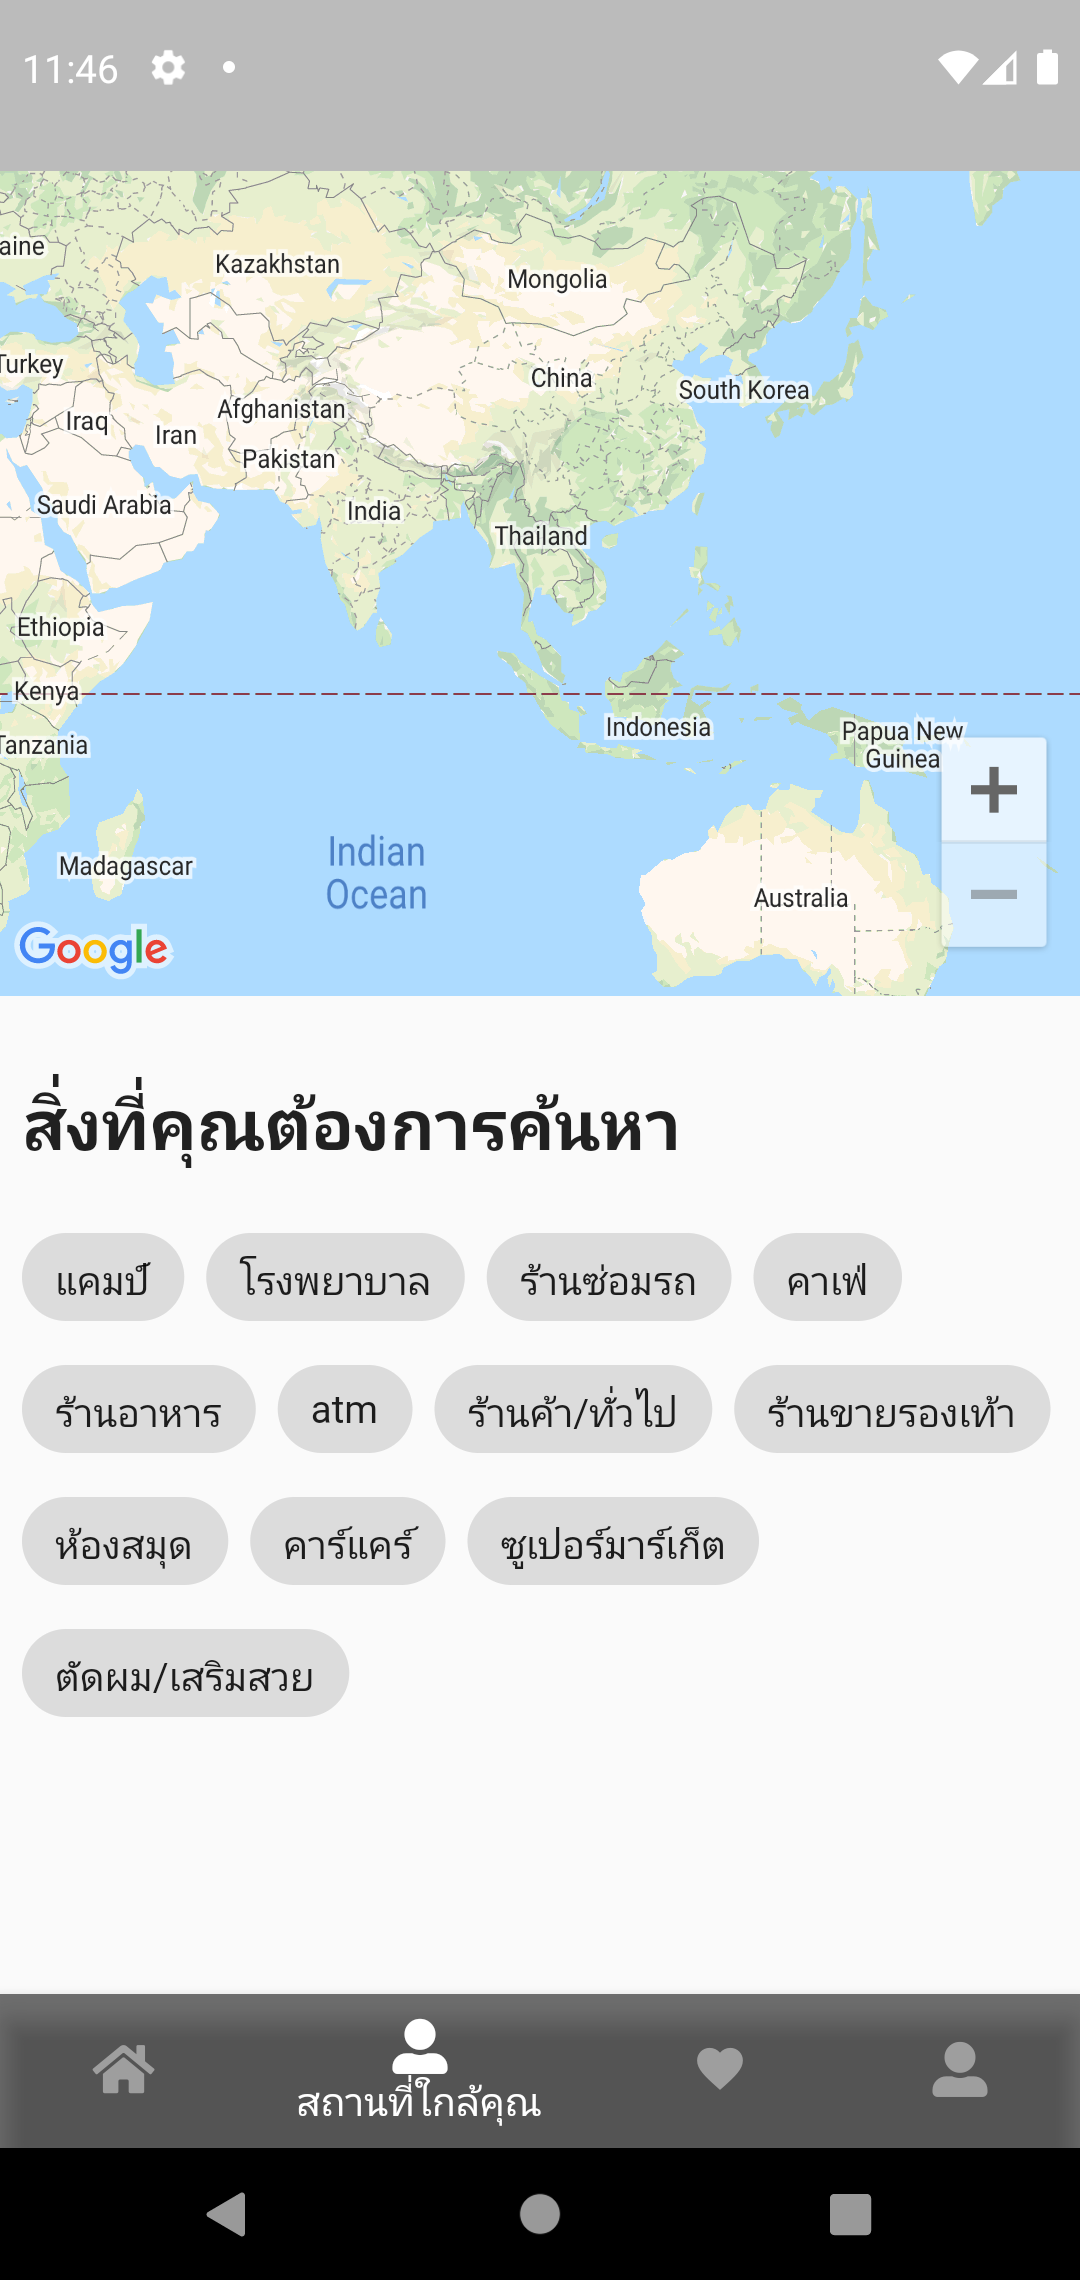 11:46
aine
Kazakhstan
Mongolia
Turkey
China
South Korea
Afghanistan
Iraq
Iran
Pakistan
Saudi Arabia
India
Thailand
Ethiopia
Kenya
Indonesia
Papua New
Guinea
Tanzania
Madagascar
Indian
Ocean
Australia
Google
สิ่งที่คุณต้องการค้นหา
แคมป์ โรงพยาบาล ร้านซ่อมรถ คาเฟ่
ร้านอาหาร atm ร้านค้า/ทั่วไป ร้านขายรองเท้า
ห้องสมุด คาร์แคร์ ซูเปอร์มาร์เก็ต
ตัดผม/เสริมสวย
สถานที่ใกล้คุณ